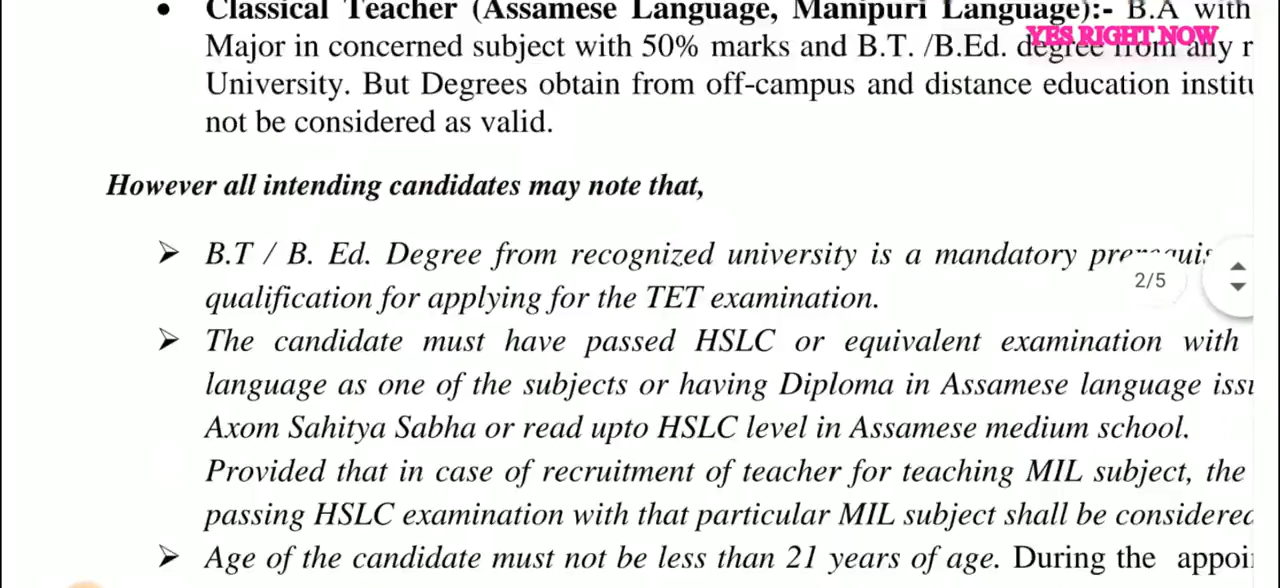 Classical Teacher (Assamese Language, Manipuri Language):- B.A with
YES RIGHT NOW
Major in concerned subject with 50% marks and B.T. /B.Ed. degree from any
University. But Degrees obtain from off-campus and distance education
not be considered as valid.
However all intending candidates may note that,
B.T / B. Ed. Degree from recognized university is a mandatory
2/5
qualification for applying for the TET examination.
The candidate must have passed HSLC or equivalent examination with
language as one of the subjects or having Diploma in Assamese language
Axom Sahitya Sabha or read upto HSLC level in Assamese medium school.
Provided that in case of recruitment of teacher for teaching MIL subject, the
passing HSLC examination with that particular MIL subject shall be considered
Age of the candidate must not be less than 21 years of age. During the